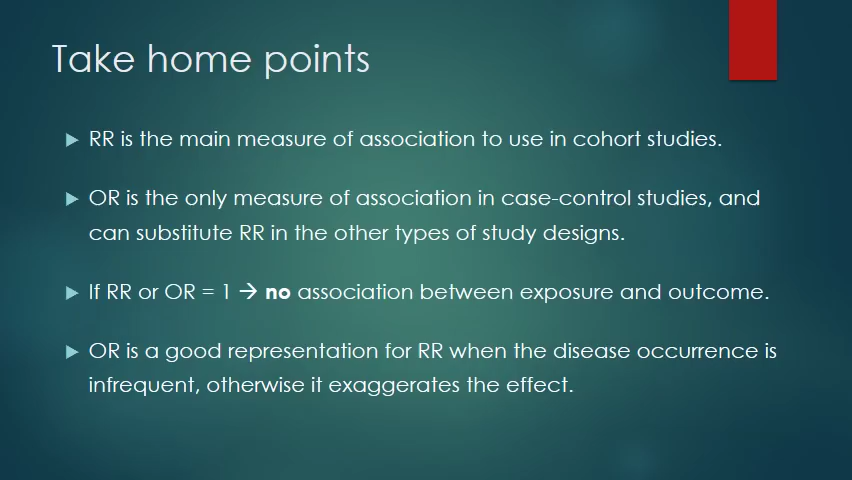 Take home points
RR is the main measure of association to use in cohort studies.
OR is the only measure of association in case-control studies, and
can substitute RR in the other types of study designs.
If RR or OR = 1 → no association between exposure and outcome.
OR is a good representation for RR when the disease occurrence is
infrequent, otherwise it exaggerates the effect.